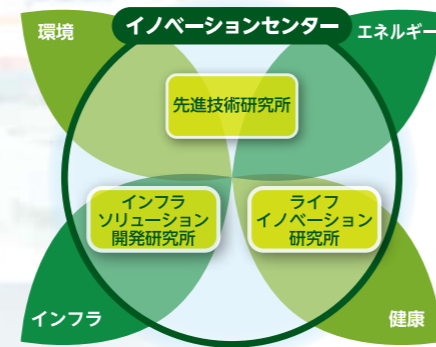 イノベーションセンター
環境
エネルギー
先進技術研究所
インフラ
ソリューション
開発研究所
ライフ
イノベーション
研究所
インフラ
健康